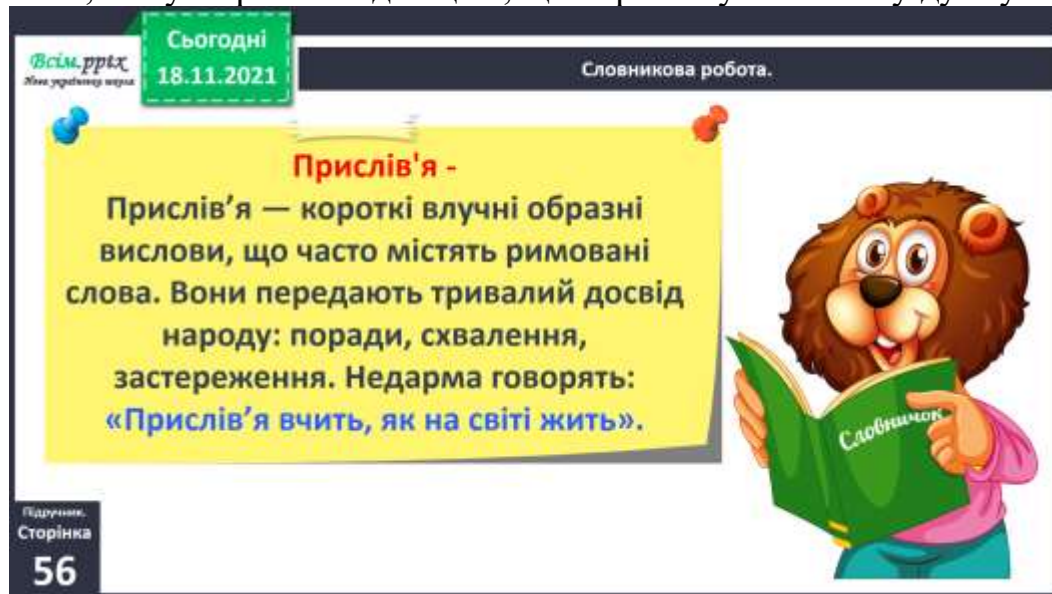 Сьогодні
18.11.2021
Всім.pptx
Нова українська школа
Словникова робота.
Прислів'я -
Прислів’я — короткі влучні образні
вислови, що часто містять римовані
слова. Вони передають тривалий досвід
народу: поради, схвалення,
застереження. Недарма говорять:
«Прислів’я вчить, як на світі жить».
Словничок
Підручник.
Сторінка
56